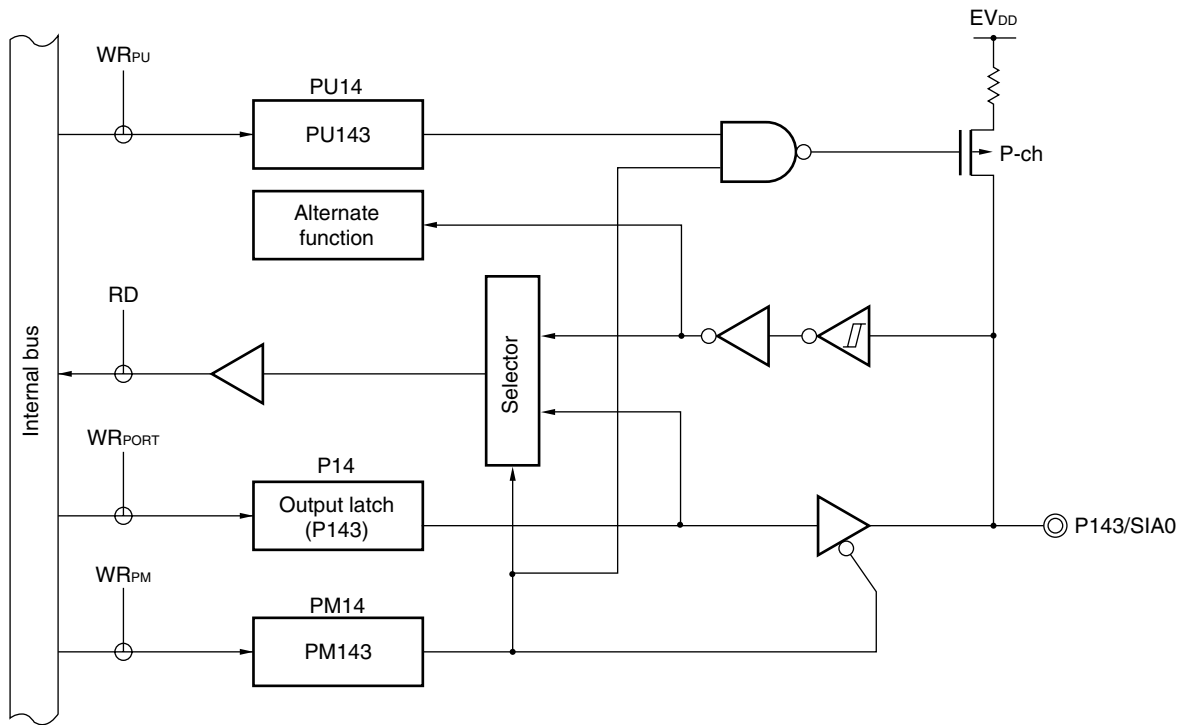 EVDD
WRPU
PU14
PU143
P-ch
Alternate
function
RD
Internal bus
Selector
WRPORT
P14
Output latch
(P143)
P143/SIA0
WRPM
PM14
PM143